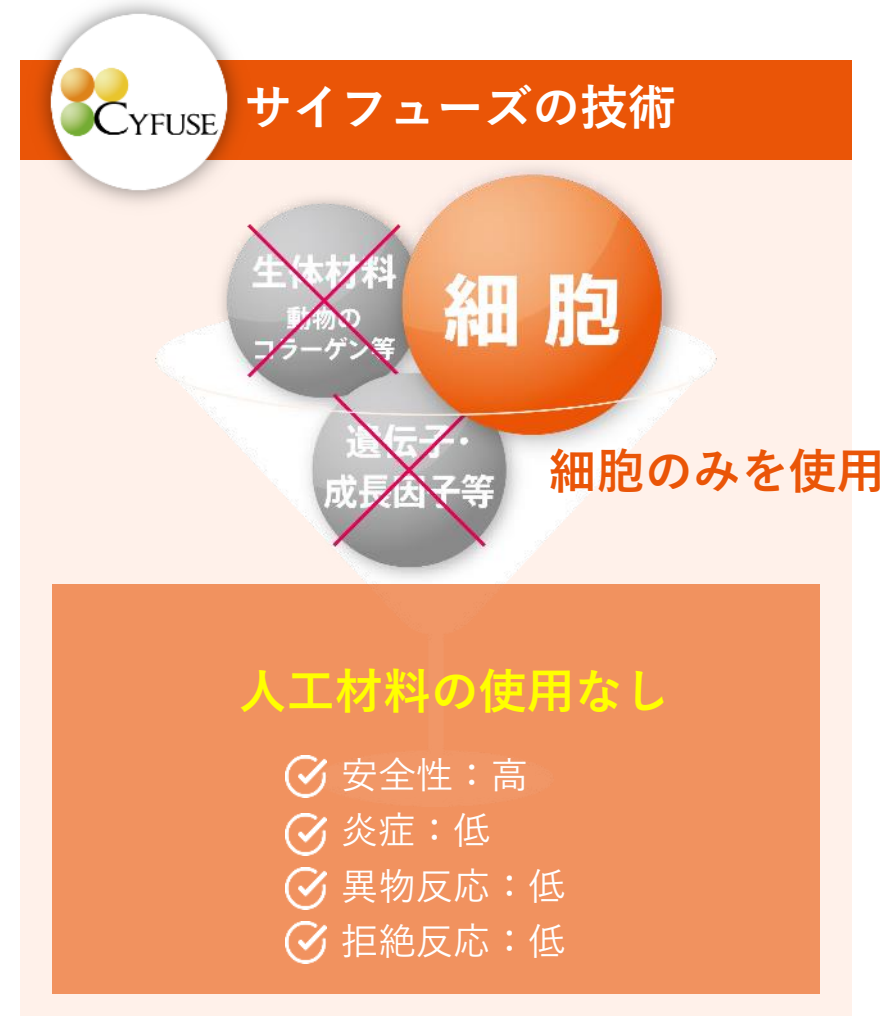 CYFUSE
サイフューズの技術
生体材料
動物の
コラーゲン等
細胞
遺伝子・
成長因子等
細胞のみを使用
人工材料の使用なし
安全性：高
炎症：低
異物反応：低
拒絶反応：低